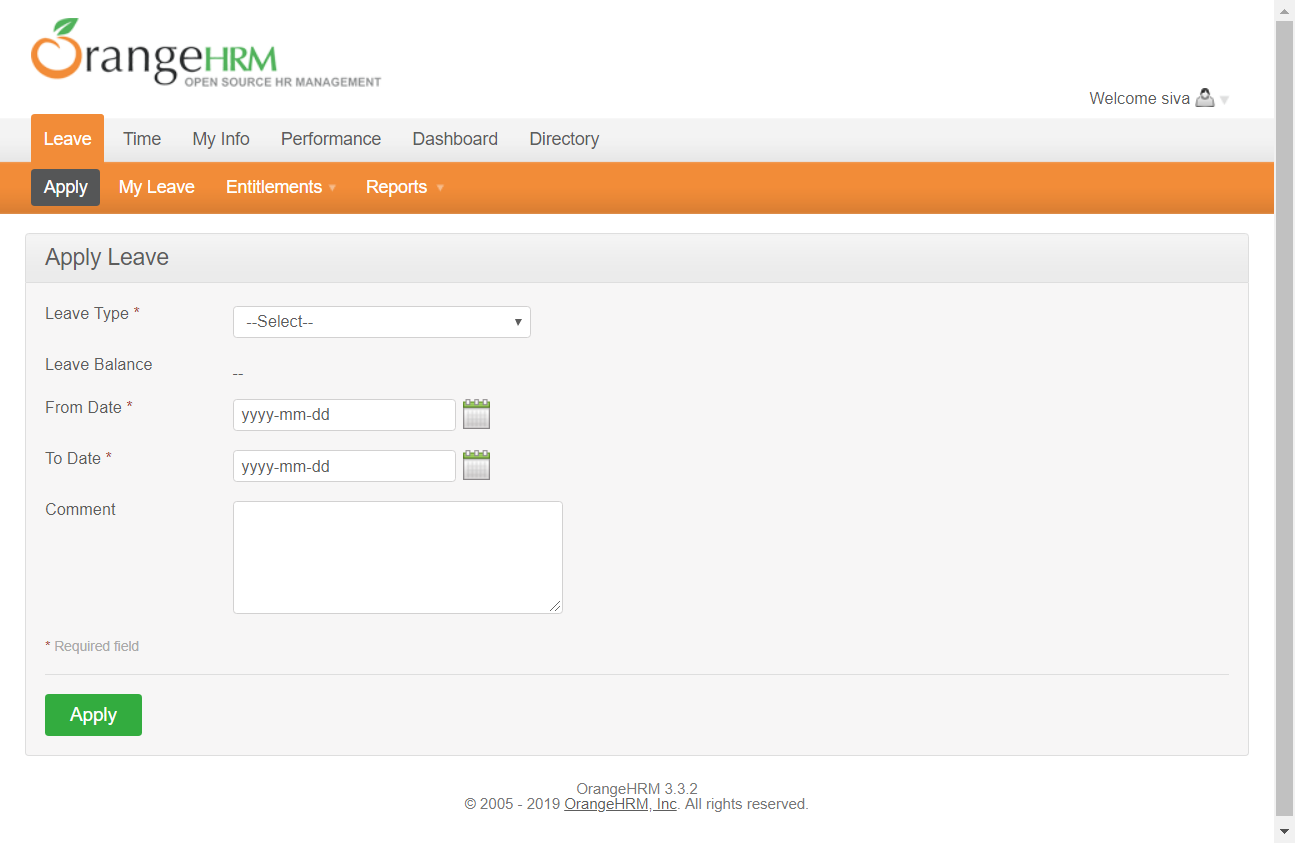 OrangeHRM
OPEN SOURCE HR MANAGEMENT
Welcome siva
Leave Time My Info Performance Dashboard Directory
Apply My Leave Entitlements Reports
Apply Leave
Leave Type * --Select--
Leave Balance --
From Date * yyyy-mm-dd
To Date * yyyy-mm-dd
Comment
* Required field
Apply
OrangeHRM 3.3.2
© 2005 - 2019 OrangeHRM, Inc. All rights reserved.